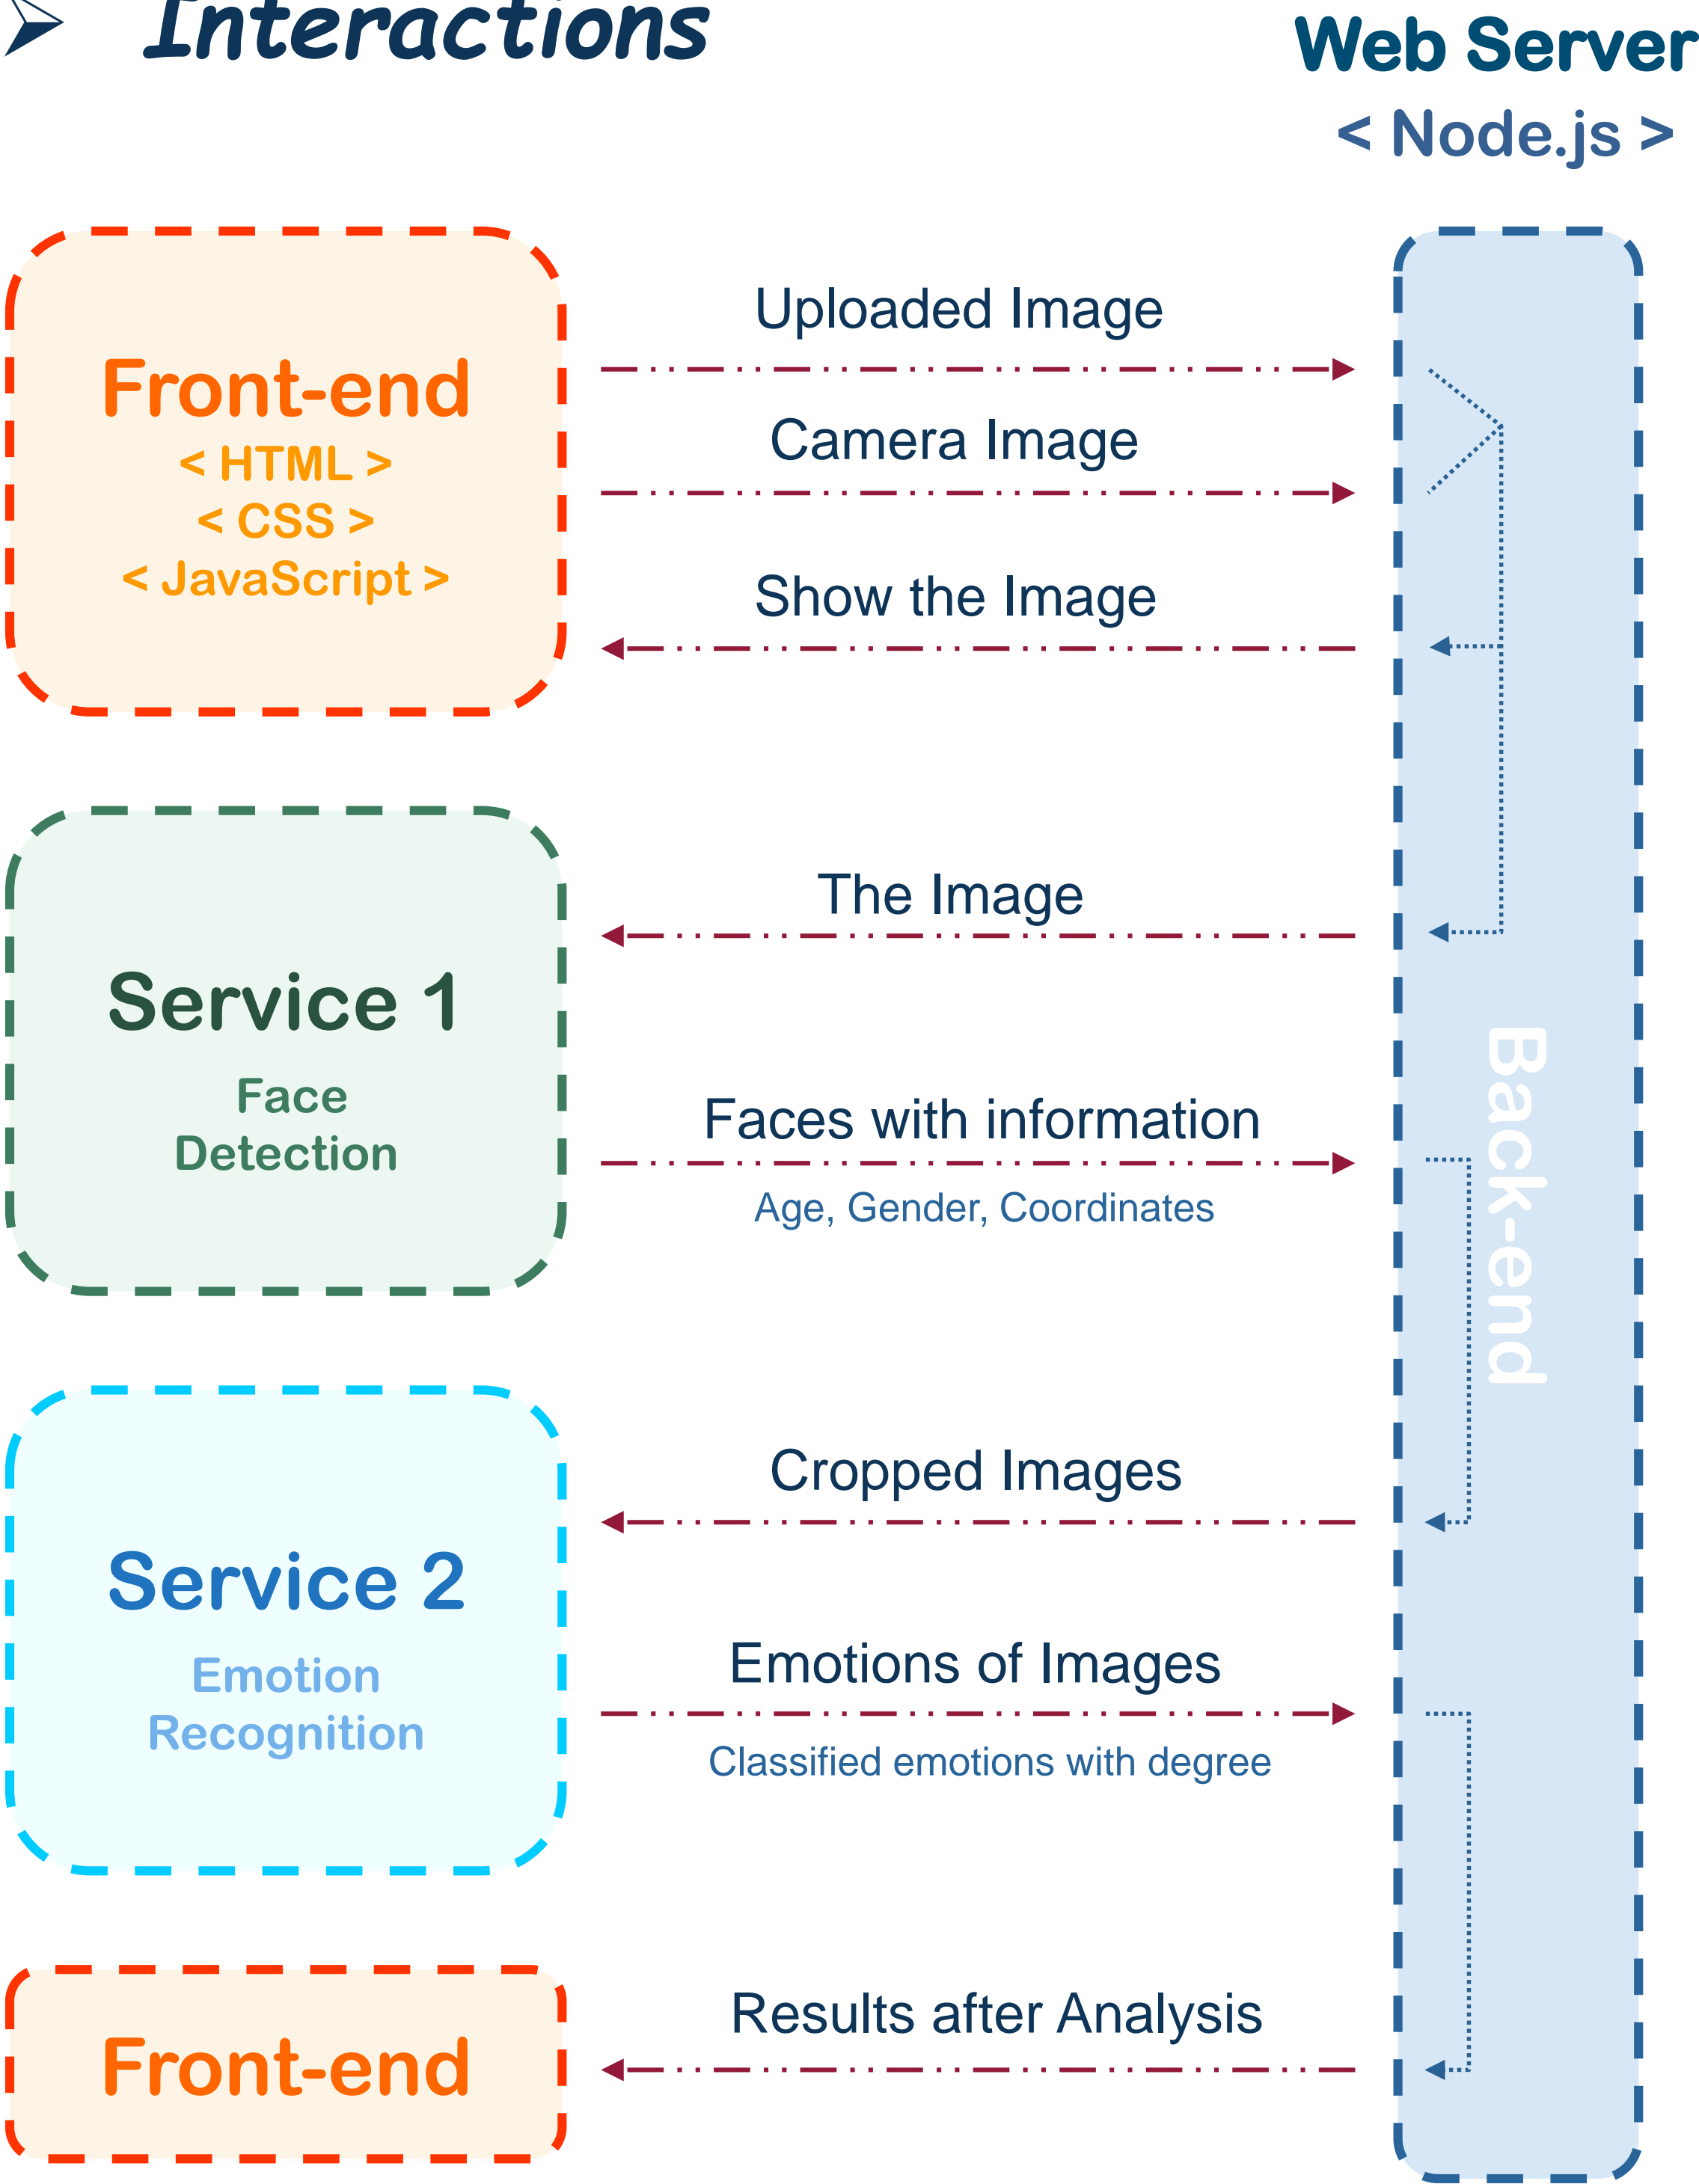 Interactions
Web Server
< Node.js >
Front-end
< HTML >
< CSS >
< JavaScript >
Uploaded Image
Camera Image
Show the Image
Service 1
Face
Detection
The Image
Faces with information
Age, Gender, Coordinates
Back-end
Service 2
Emotion
Recognition
Cropped Images
Emotions of Images
Classified emotions with degree
Front-end
Results after Analysis